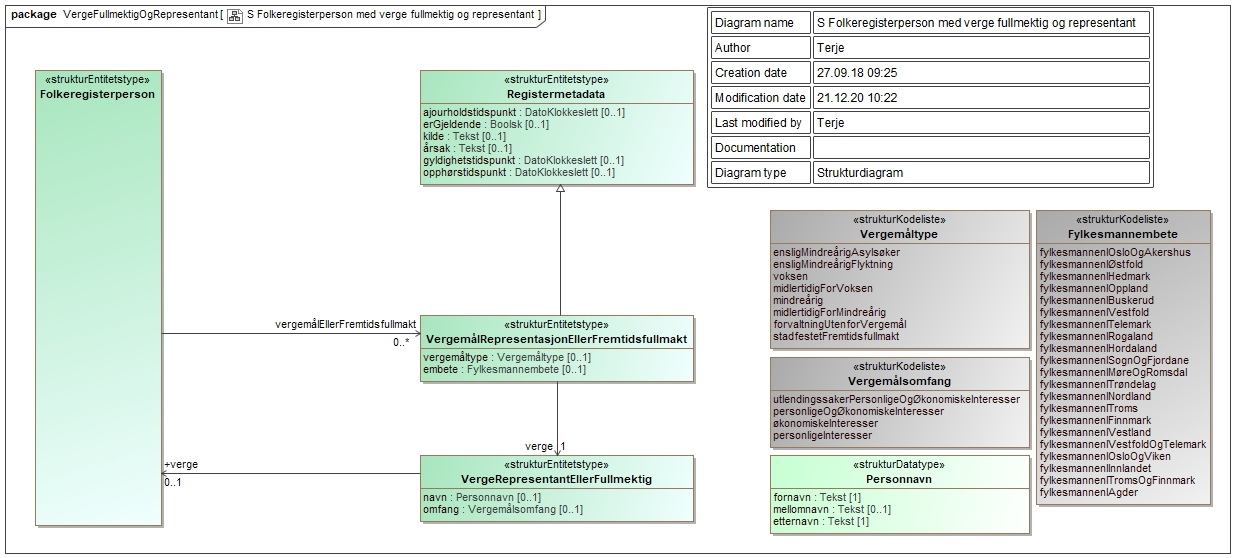 package VergeFullmektigOgRepresentant [ S Folkeregisterperson med verge fullmektig og representant ]
Diagram name S Folkeregisterperson med verge fullmektig og representant
Author Terje
Creation date 27.09.18 09:25
Modification date 21.12.20 10:22
Last modified by Terje
Documentation
Diagram type Strukturdiagram
«strukturEntitetstype»
Folkeregisterperson
«strukturEntitetstype»
Registermetadata
ajourholdstidspunkt : DatoKlokkeslett [0..1]
erGjeldende : Boolsk [0..1]
kilde : Tekst [0..1]
årsak : Tekst [0..1]
gyldighetstidspunkt : DatoKlokkeslett [0..1]
opphørstidspunkt : DatoKlokkeslett [0..1]
vergemålEllerFremtidsfullmakt
0..*
«strukturEntitetstype»
VergemålRepresentasjonEllerFremtidsfullmakt
vergemåltype : Vergemåltype [0..1]
embete : Fylkesmannembete [0..1]
verge 1
+verge
0..1
«strukturEntitetstype»
VergeRepresentantEllerFullmektig
navn : Personnavn [0..1]
omfang : Vergemålsomfang [0..1]
«strukturKodeliste»
Vergemåltype
ensligMindreårigAsylsøker
ensligMindreårigFlyktning
voksen
midlertidigForVoksen
mindreårig
midlertidigForMindreårig
forvaltningUtenforVergemål
stadfestetFremtidsfullmakt
«strukturKodeliste»
Vergemålsomfang
utlendingssakerPersonligeOgØkonomiskeInteresser
personligeOgØkonomiskeInteresser
økonomiskeInteresser
personligeInteresser
«strukturDatatype»
Personnavn
fornavn : Tekst [1]
mellomnavn : Tekst [0..1]
etternavn : Tekst [1]
«strukturKodeliste»
Fylkesmannembete
fylkesmannenIOsloOgAkershus
fylkesmannenIØstfold
fylkesmannenIHedmark
fylkesmannenIOppland
fylkesmannenIBuskerud
fylkesmannenIVestfold
fylkesmannenITelemark
fylkesmannenIRogaland
fylkesmannenIHordaland
fylkesmannenISognOgFjordane
fylkesmannenIMøreOgRomsdal
fylkesmannenITrøndelag
fylkesmannenINordland
fylkesmannenITroms
fylkesmannenIFinnmark
fylkesmannenIVestland
fylkesmannenIVestfoldOgTelemark
fylkesmannenIOsloOgViken
fylkesmannenIInnlandet
fylkesmannenITromsOgFinnmark
fylkesmannenIAgder